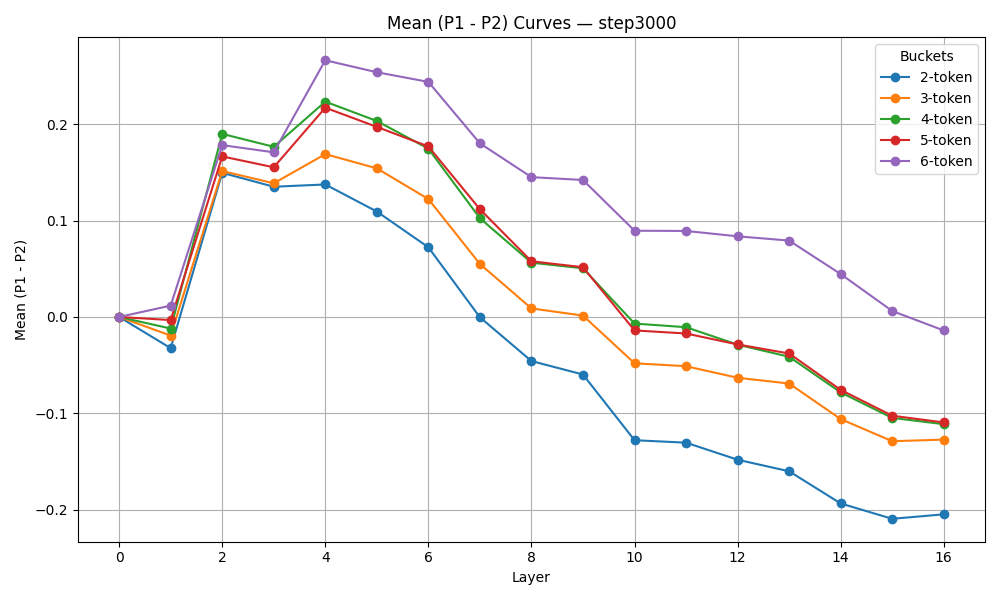 Mean (P1 - P2) Curves — step3000
Mean (P1 - P2)
0.2
0.1
0.0
−0.1
−0.2
Buckets
2-token
3-token
4-token
5-token
6-token
0 2 4 6 8 10 12 14 16
Layer